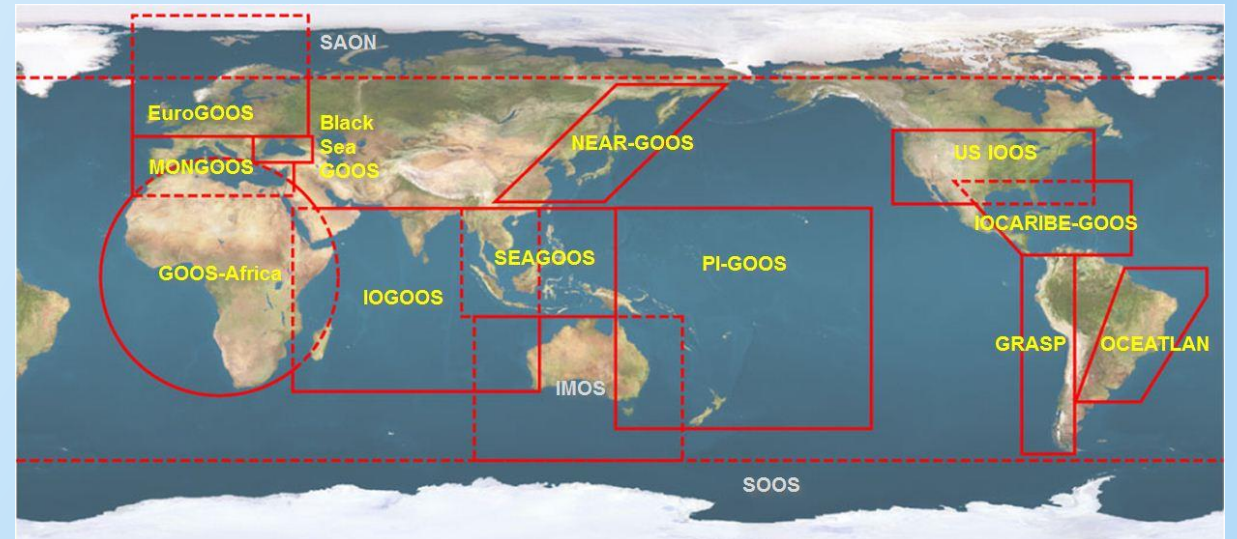 SAON
EuroGOOS
Black
Sea
GOOS
NEAR-GOOS
US IOOS
MONGOOS
IOCARIBE-GOOS
GOOS-Africa
SEAGOOS
PI-GOOS
IOGOOS
GRASP
OCEATLAN
IMOS
SOOS